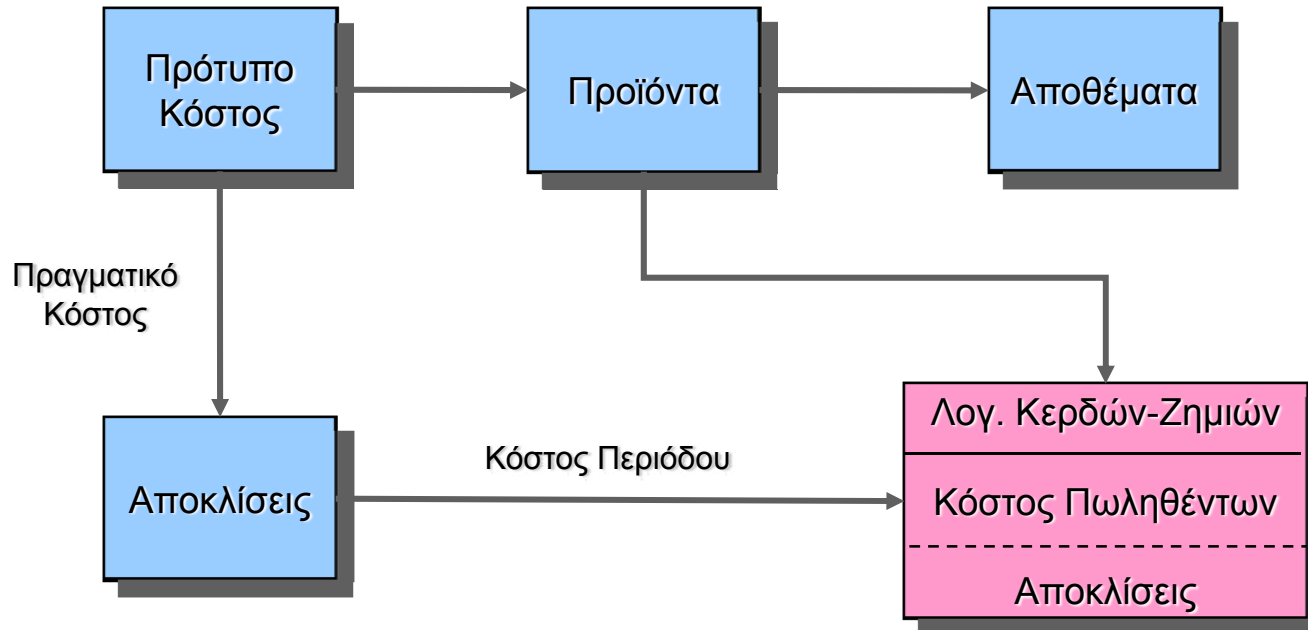 Πρότυπο
Κόστος
Προϊόντα
Αποθέματα
Πραγματικό
Κόστος
Αποκλίσεις
Κόστος Περιόδου
Λογ. Κερδών-Ζημιών
Κόστος Πωληθέντων
Αποκλίσεις